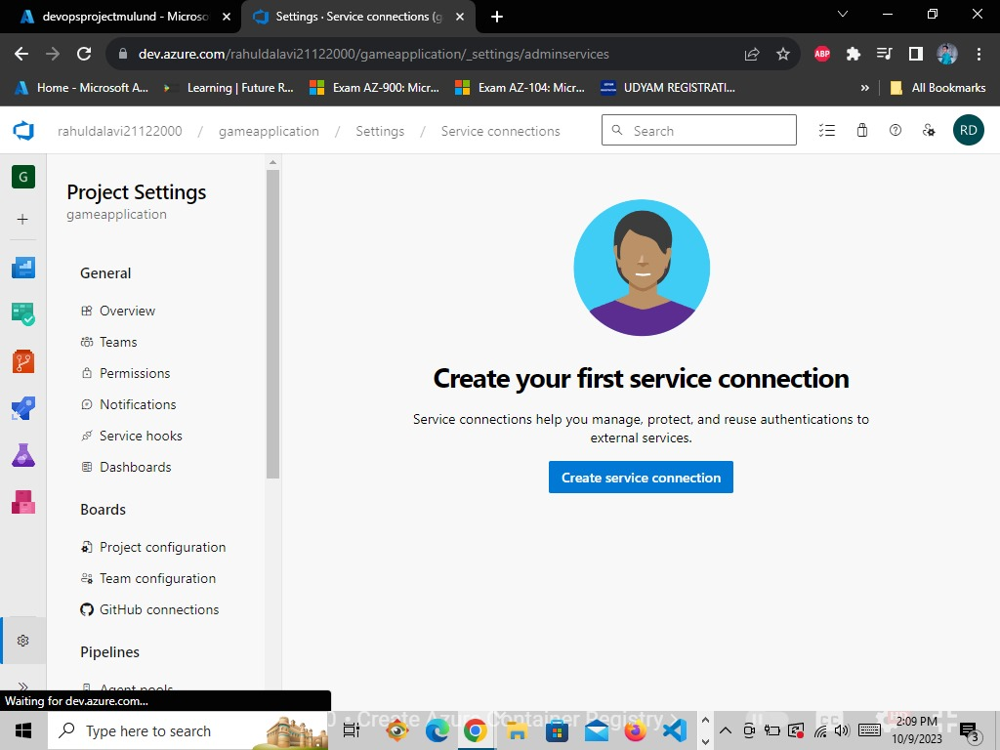 devopsprojectmulund - Microso
Settings · Service connections (g
dev.azure.com/rahuldalavi21122000/gameapplication/_settings/adminservices
ABP
Home - Microsoft A...
Learning | Future R...
Exam AZ-900: Micr...
Exam AZ-104: Micr...
UDYAM REGISTRATI...
»
All Bookmarks
rahuldalavi21122000 / gameapplication / Settings / Service connections
Search
RD
G
Project Settings
gameapplication
General
Overview
Teams
Permissions
Notifications
Service hooks
Dashboards
Boards
Project configuration
Team configuration
GitHub connections
Pipelines
Agent pools
Create your first service connection
Service connections help you manage, protect, and reuse authentications to
external services.
Create service connection
Waiting for dev.azure.com...
Type here to search
Create Azure Container Registry
2:09 PM
10/9/2023
3